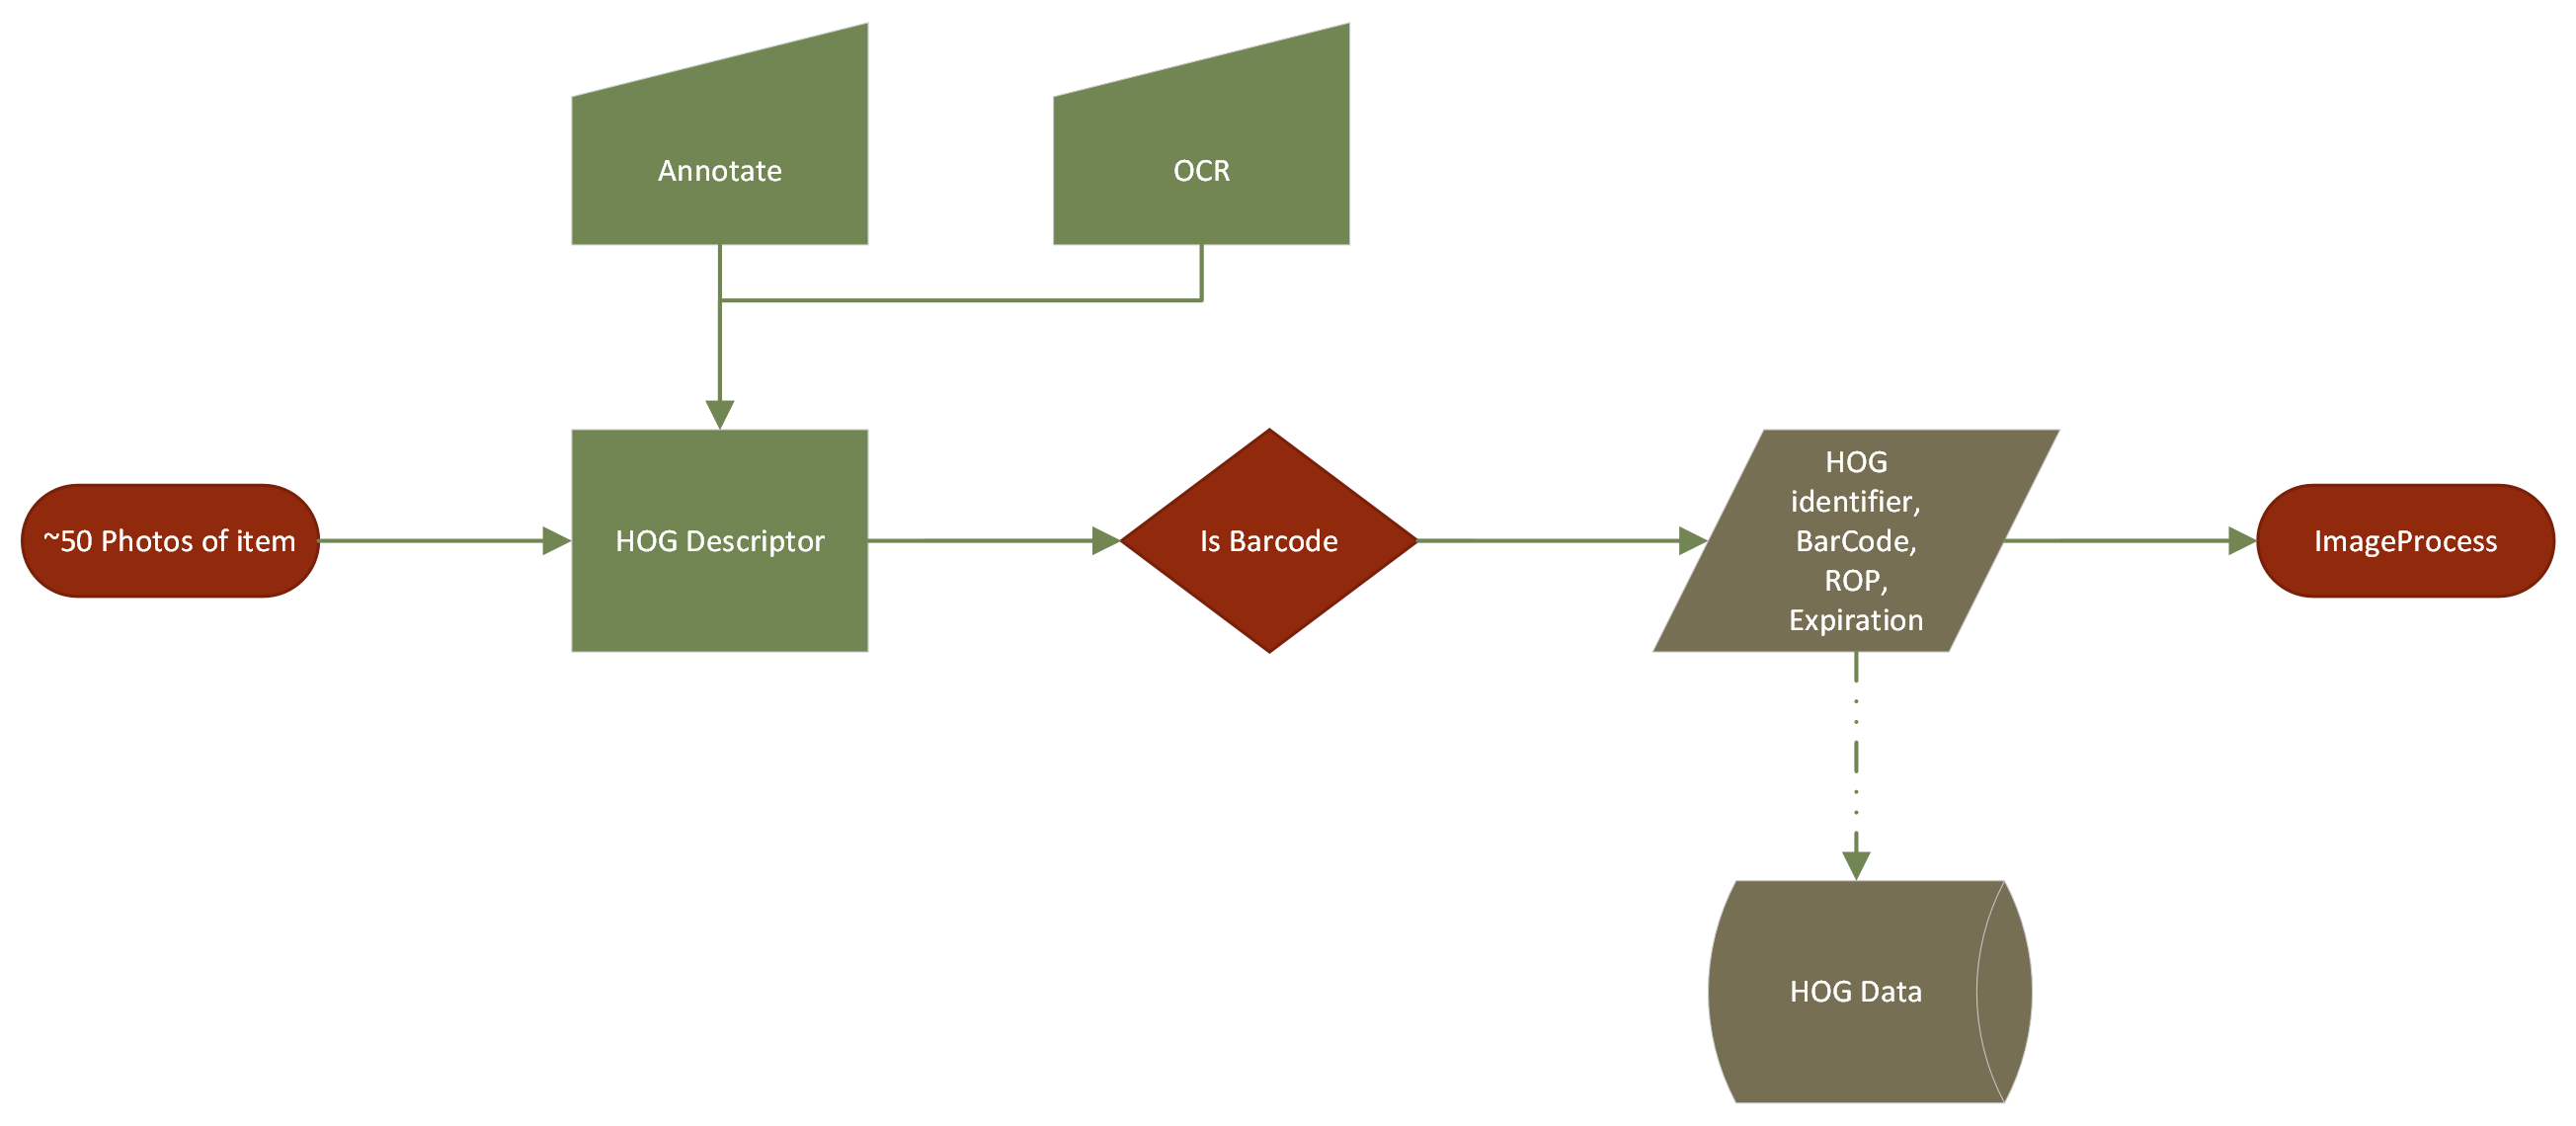 Annotate
OCR
~50 Photos of item
HOG Descriptor
Is Barcode
HOG
identifier,
BarCode,
ROP,
Expiration
ImageProcess
HOG Data